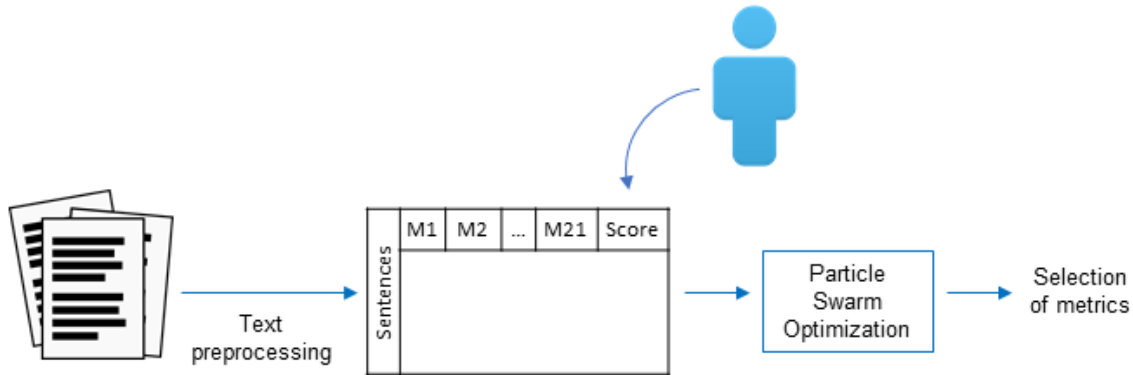 M1 M2 ... M21 Score
Sentences
Text
preprocessing
Particle
Swarm
Optimization
Selection
of metrics